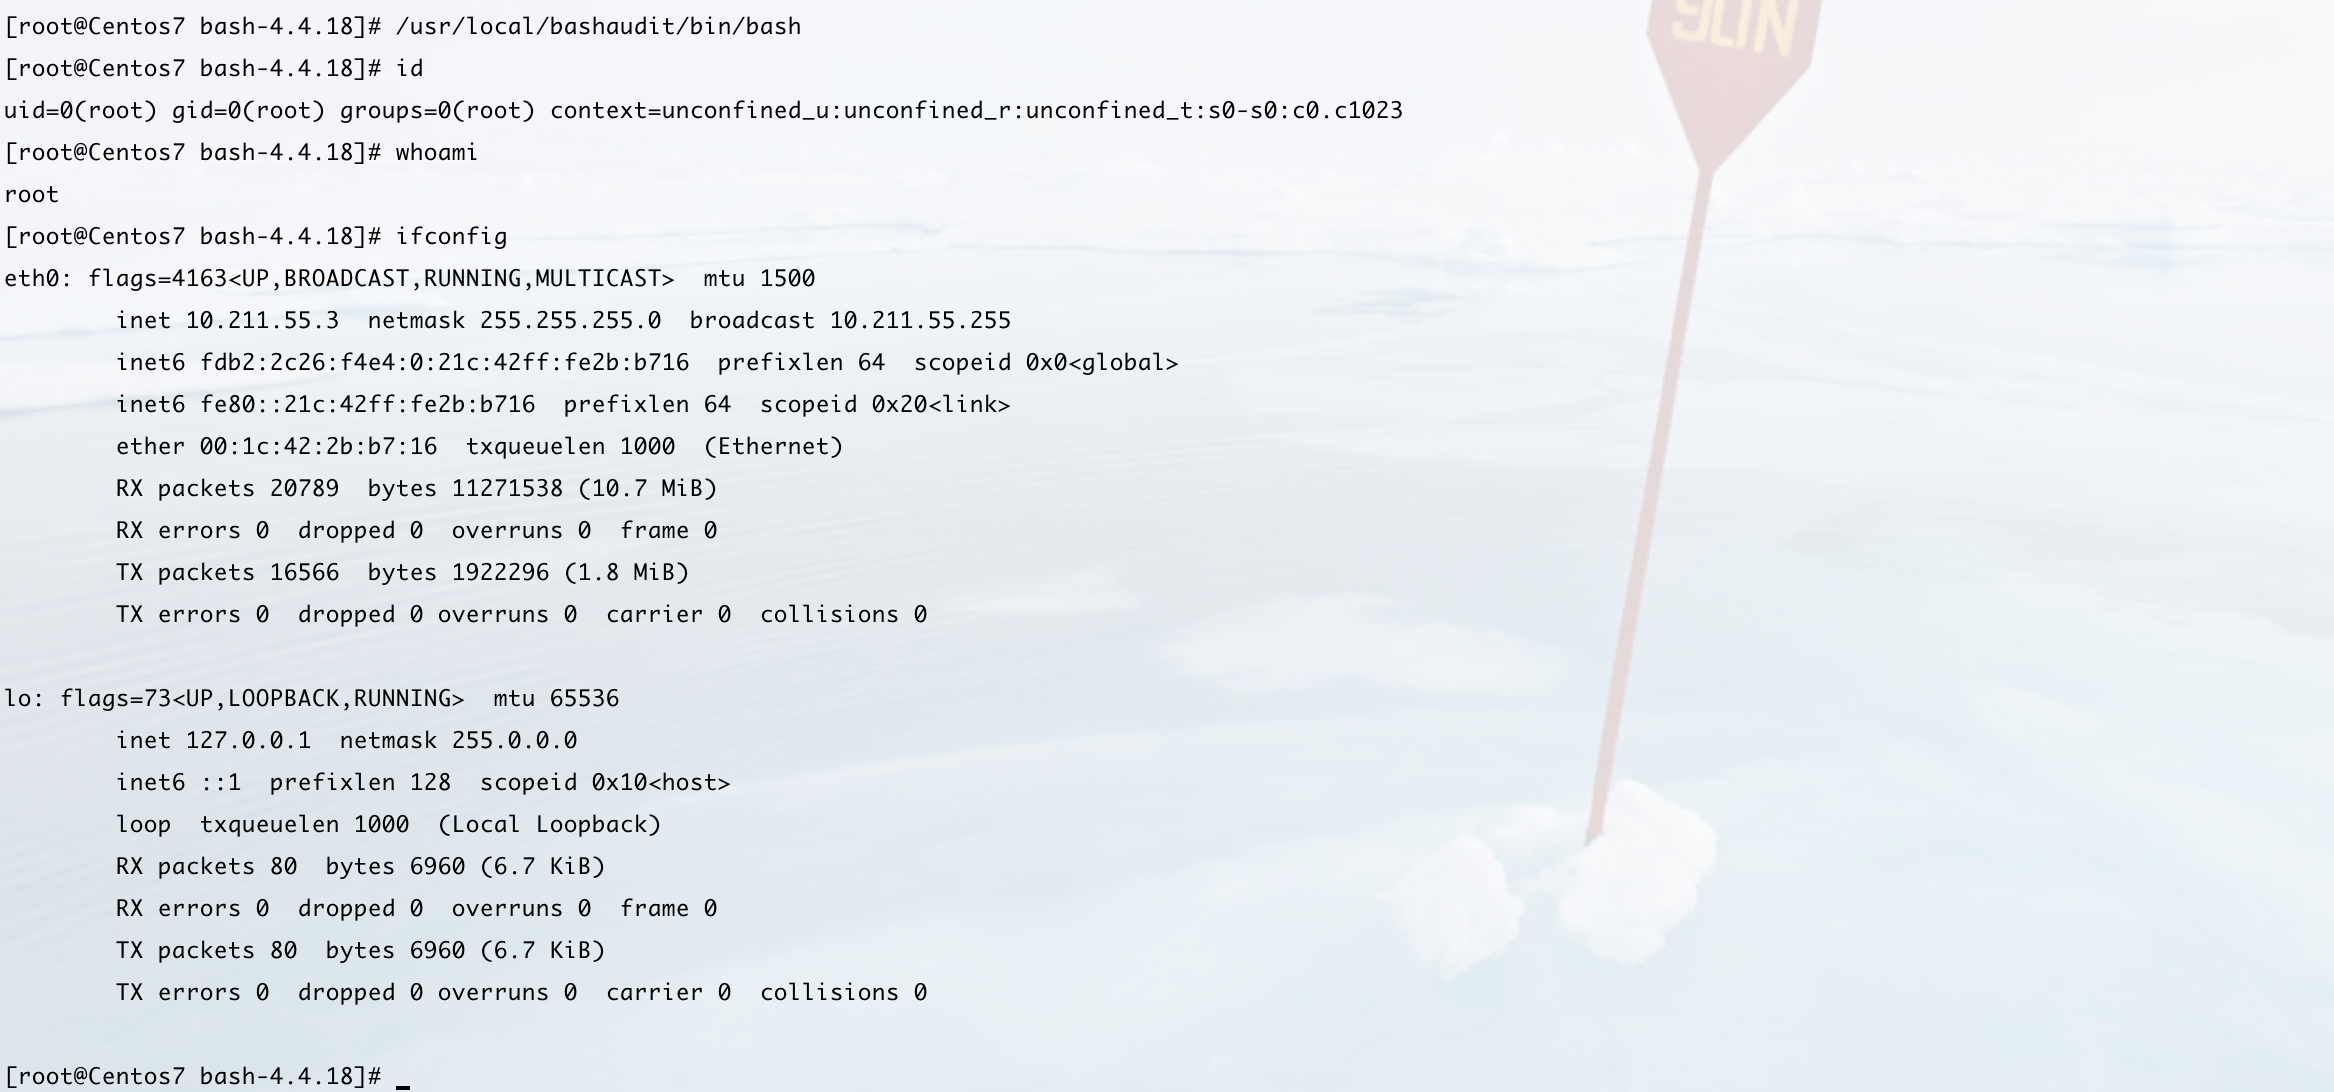 [root@Centos7 bash-4.4.18]# /usr/local/bashaudit/bin/bash
[root@Centos7 bash-4.4.18]# id
uid=0(root) gid=0(root) groups=0(root) context=unconfined_u:unconfined_r:unconfined_t:s0-s0:c0.c1023
[root@Centos7 bash-4.4.18]# whoami
root
[root@Centos7 bash-4.4.18]# ifconfig
eth0: flags=4163<UP,BROADCAST,RUNNING,MULTICAST>  mtu 1500
        inet 10.211.55.3  netmask 255.255.255.0  broadcast 10.211.55.255
        inet6 fdb2:2c26:f4e4:0:21c:42ff:fe2b:b716  prefixlen 64  scopeid 0x0<global>
        inet6 fe80::21c:42ff:fe2b:b716  prefixlen 64  scopeid 0x20<link>
        ether 00:1c:42:2b:b7:16  txqueuelen 1000  (Ethernet)
        RX packets 20789  bytes 11271538 (10.7 MiB)
        RX errors 0  dropped 0  overruns 0  frame 0
        TX packets 16566  bytes 1922296 (1.8 MiB)
        TX errors 0  dropped 0 overruns 0  carrier 0  collisions 0
lo: flags=73<UP,LOOPBACK,RUNNING>  mtu 65536
        inet 127.0.0.1  netmask 255.0.0.0
        inet6 ::1  prefixlen 128  scopeid 0x10<host>
        loop  txqueuelen 1000  (Local Loopback)
        RX packets 80  bytes 6960 (6.7 KiB)
        RX errors 0  dropped 0  overruns 0  frame 0
        TX packets 80  bytes 6960 (6.7 KiB)
        TX errors 0  dropped 0 overruns 0  carrier 0  collisions 0
[root@Centos7 bash-4.4.18]# _